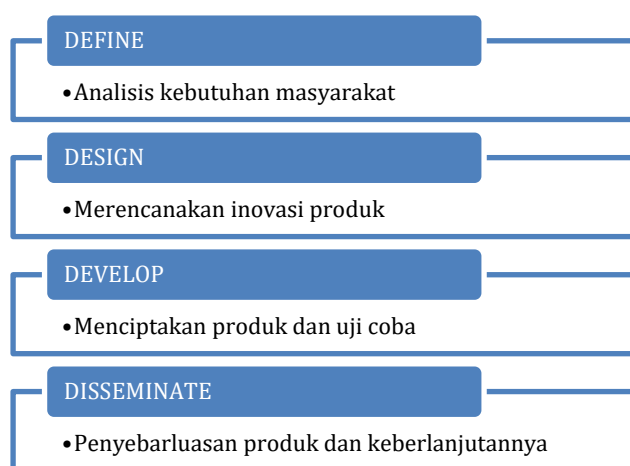 DEFINE
•Analisis kebutuhan masyarakat
DESIGN
•Merencanakan inovasi produk
DEVELOP
•Menciptakan produk dan uji coba
DISSEMINATE
•Penyebarluasan produk dan keberlanjutannya